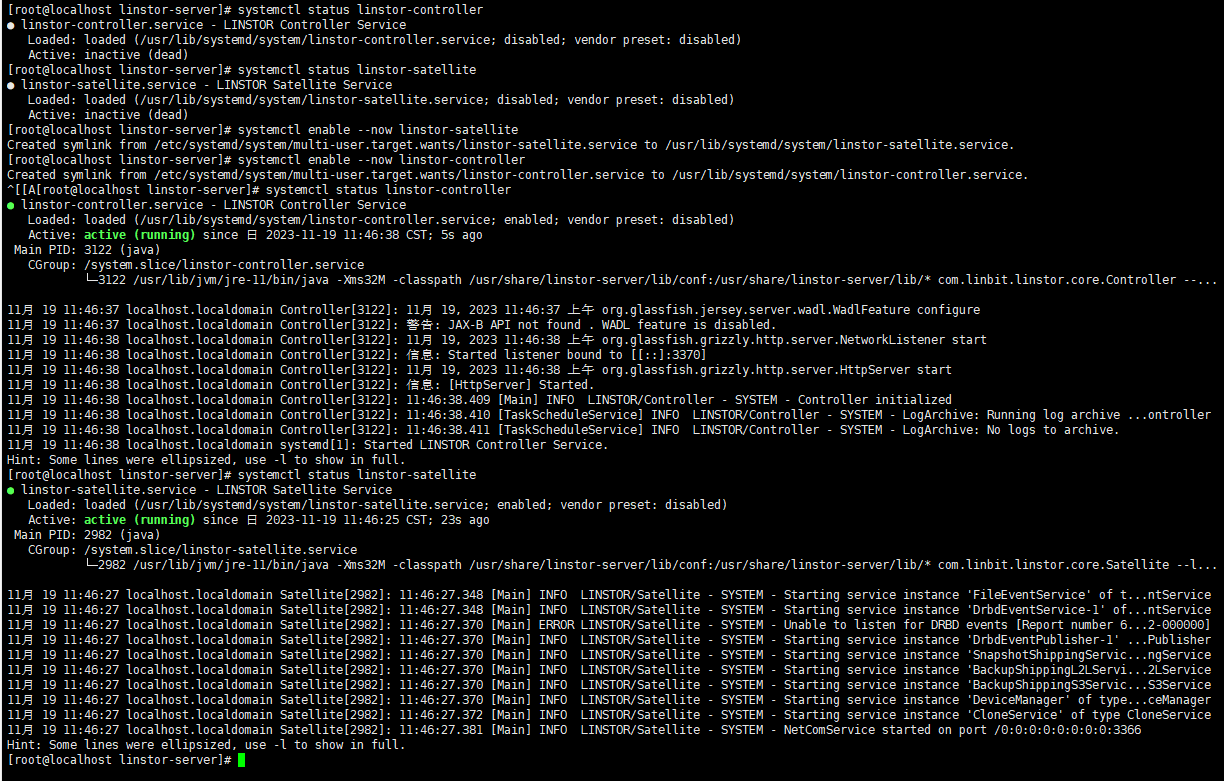 [root@localhost linstor-server]# systemctl status linstor-controller
● linstor-controller.service - LINSTOR Controller Service
   Loaded: loaded (/usr/lib/systemd/system/linstor-controller.service; disabled; vendor preset: disabled)
   Active: inactive (dead)
[root@localhost linstor-server]# systemctl status linstor-satellite
● linstor-satellite.service - LINSTOR Satellite Service
   Loaded: loaded (/usr/lib/systemd/system/linstor-satellite.service; disabled; vendor preset: disabled)
   Active: inactive (dead)
[root@localhost linstor-server]# systemctl enable --now linstor-satellite
Created symlink from /etc/systemd/system/multi-user.target.wants/linstor-satellite.service to /usr/lib/systemd/system/linstor-satellite.service.
[root@localhost linstor-server]# systemctl enable --now linstor-controller
Created symlink from /etc/systemd/system/multi-user.target.wants/linstor-controller.service to /usr/lib/systemd/system/linstor-controller.service.
^[[A[root@localhost linstor-server]# systemctl status linstor-controller
● linstor-controller.service - LINSTOR Controller Service
   Loaded: loaded (/usr/lib/systemd/system/linstor-controller.service; enabled; vendor preset: disabled)
   Active: active (running) since 日 2023-11-19 11:46:38 CST; 5s ago
 Main PID: 3122 (java)
   CGroup: /system.slice/linstor-controller.service
           └─3122 /usr/lib/jvm/jre-11/bin/java -Xms32M -classpath /usr/share/linstor-server/lib/conf:/usr/share/linstor-server/lib/* com.linbit.linstor.core.Controller --...
11月 19 11:46:37 localhost.localdomain Controller[3122]: 11月 19, 2023 11:46:37 上午 org.glassfish.jersey.server.wadl.WadlFeature configure
11月 19 11:46:37 localhost.localdomain Controller[3122]: 警告: JAX-B API not found . WADL feature is disabled.
11月 19 11:46:38 localhost.localdomain Controller[3122]: 11月 19, 2023 11:46:38 上午 org.glassfish.grizzly.http.server.NetworkListener start
11月 19 11:46:38 localhost.localdomain Controller[3122]: 信息: Started listener bound to [[::]:3370]
11月 19 11:46:38 localhost.localdomain Controller[3122]: 11月 19, 2023 11:46:38 上午 org.glassfish.grizzly.http.server.HttpServer start
11月 19 11:46:38 localhost.localdomain Controller[3122]: 信息: [HttpServer] Started.
11月 19 11:46:38 localhost.localdomain Controller[3122]: 11:46:38.409 [Main] INFO  LINSTOR/Controller - SYSTEM - Controller initialized
11月 19 11:46:38 localhost.localdomain Controller[3122]: 11:46:38.410 [TaskScheduleService] INFO  LINSTOR/Controller - SYSTEM - LogArchive: Running log archive ...ontroller
11月 19 11:46:38 localhost.localdomain Controller[3122]: 11:46:38.411 [TaskScheduleService] INFO  LINSTOR/Controller - SYSTEM - LogArchive: No logs to archive.
11月 19 11:46:38 localhost.localdomain systemd[1]: Started LINSTOR Controller Service.
Hint: Some lines were ellipsized, use -l to show in full.
[root@localhost linstor-server]# systemctl status linstor-satellite
● linstor-satellite.service - LINSTOR Satellite Service
   Loaded: loaded (/usr/lib/systemd/system/linstor-satellite.service; enabled; vendor preset: disabled)
   Active: active (running) since 日 2023-11-19 11:46:25 CST; 23s ago
 Main PID: 2982 (java)
   CGroup: /system.slice/linstor-satellite.service
           └─2982 /usr/lib/jvm/jre-11/bin/java -Xms32M -classpath /usr/share/linstor-server/lib/conf:/usr/share/linstor-server/lib/* com.linbit.linstor.core.Satellite --l...
11月 19 11:46:27 localhost.localdomain Satellite[2982]: 11:46:27.348 [Main] INFO  LINSTOR/Satellite - SYSTEM - Starting service instance 'FileEventService' of t...ntService
11月 19 11:46:27 localhost.localdomain Satellite[2982]: 11:46:27.348 [Main] INFO  LINSTOR/Satellite - SYSTEM - Starting service instance 'DrbdEventService-1' of...ntService
11月 19 11:46:27 localhost.localdomain Satellite[2982]: 11:46:27.370 [Main] ERROR LINSTOR/Satellite - SYSTEM - Unable to listen for DRBD events [Report number 6...2-000000]
11月 19 11:46:27 localhost.localdomain Satellite[2982]: 11:46:27.370 [Main] INFO  LINSTOR/Satellite - SYSTEM - Starting service instance 'DrbdEventPublisher-1' ...Publisher
11月 19 11:46:27 localhost.localdomain Satellite[2982]: 11:46:27.370 [Main] INFO  LINSTOR/Satellite - SYSTEM - Starting service instance 'SnapshotShippingServic...ngService
11月 19 11:46:27 localhost.localdomain Satellite[2982]: 11:46:27.370 [Main] INFO  LINSTOR/Satellite - SYSTEM - Starting service instance 'BackupShippingL2LServi...2LService
11月 19 11:46:27 localhost.localdomain Satellite[2982]: 11:46:27.370 [Main] INFO  LINSTOR/Satellite - SYSTEM - Starting service instance 'BackupShippingS3Servic...S3Service
11月 19 11:46:27 localhost.localdomain Satellite[2982]: 11:46:27.370 [Main] INFO  LINSTOR/Satellite - SYSTEM - Starting service instance 'DeviceManager' of type...ceManager
11月 19 11:46:27 localhost.localdomain Satellite[2982]: 11:46:27.372 [Main] INFO  LINSTOR/Satellite - SYSTEM - Starting service instance 'CloneService' of type CloneService
11月 19 11:46:27 localhost.localdomain Satellite[2982]: 11:46:27.381 [Main] INFO  LINSTOR/Satellite - SYSTEM - NetComService started on port /0:0:0:0:0:0:0:0:3366
Hint: Some lines were ellipsized, use -l to show in full.
[root@localhost linstor-server]#